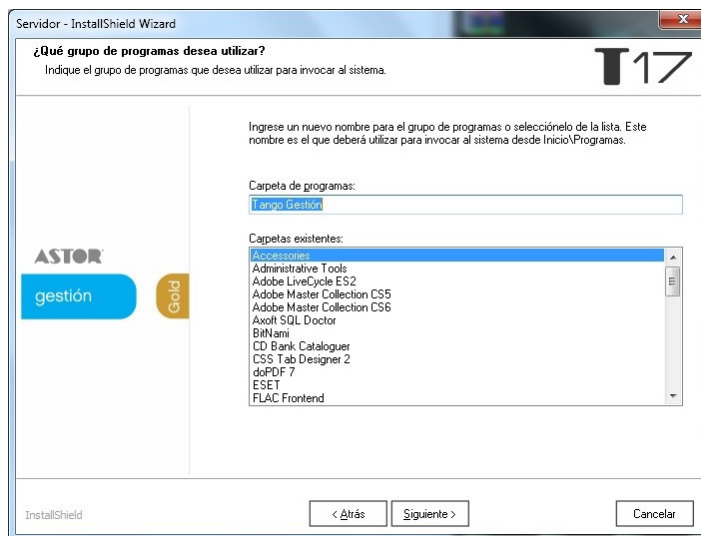 Servidor - InstallShield Wizard
¿Qué grupo de programas desea utilizar?
Indique el grupo de programas que desea utilizar para invocar al sistema.
T17
Ingrese un nuevo nombre para el grupo de programas o selecciónelo de la lista. Este
nombre es el que deberá utilizar para invocar al sistema desde Inicio\Programas.
Carpeta de programas:
Tango Gestión
Carpetas existentes:
Accessories
Administrative Tools
Adobe LiveCycle ES2
Adobe Master Collection CS5
Adobe Master Collection CS6
Axoft SQL Doctor
BitNami
CD Bank Cataloguer
CSS Tab Designer 2
doPDF 7
ESET
FLAC Frontend
ASTOR
gestión
Gold
InstallShield
< Atrás
Siguiente >
Cancelar